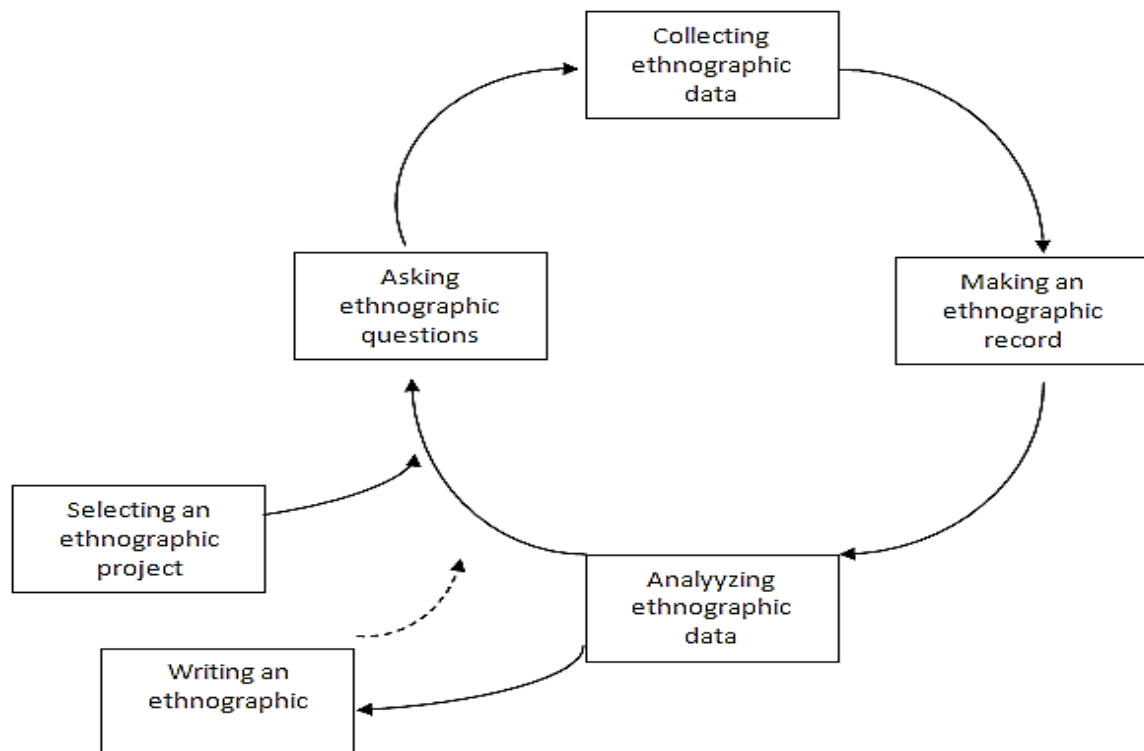 Collecting
ethnographic
data
Asking
ethnographic
questions
Making an
ethnographic
record
Selecting an
ethnographic
project
Analyyzing
ethnographic
data
Writing an
ethnographic